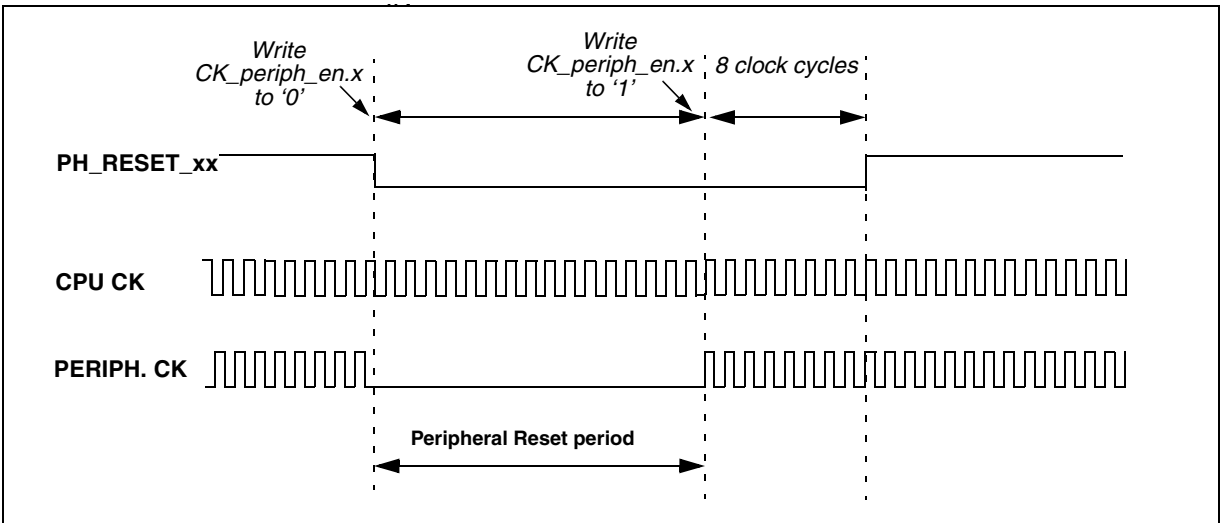 Write
CK_periph_en.x
to ‘0’
Write
CK_periph_en.x
to ‘1’
8 clock cycles
PH_RESET_xx
CPU CK
PERIPH. CK
Peripheral Reset period